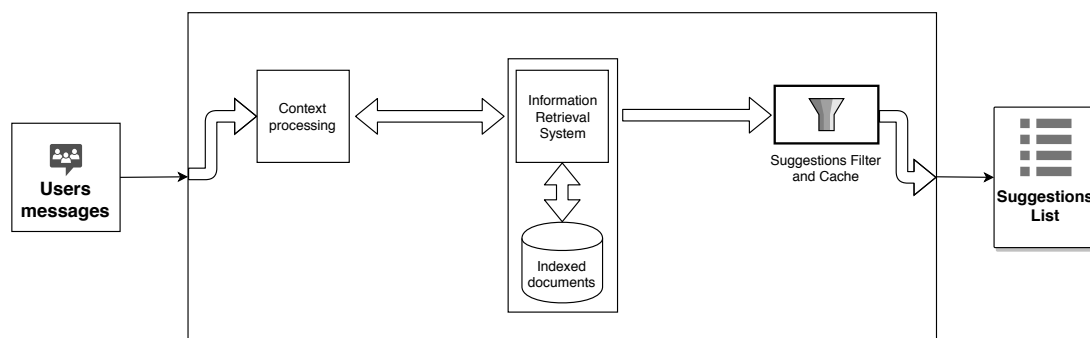 Users
messages
Context
processing
Information
Retrieval
System
Indexed
documents
Suggestions Filter
and Cache
Suggestions
List